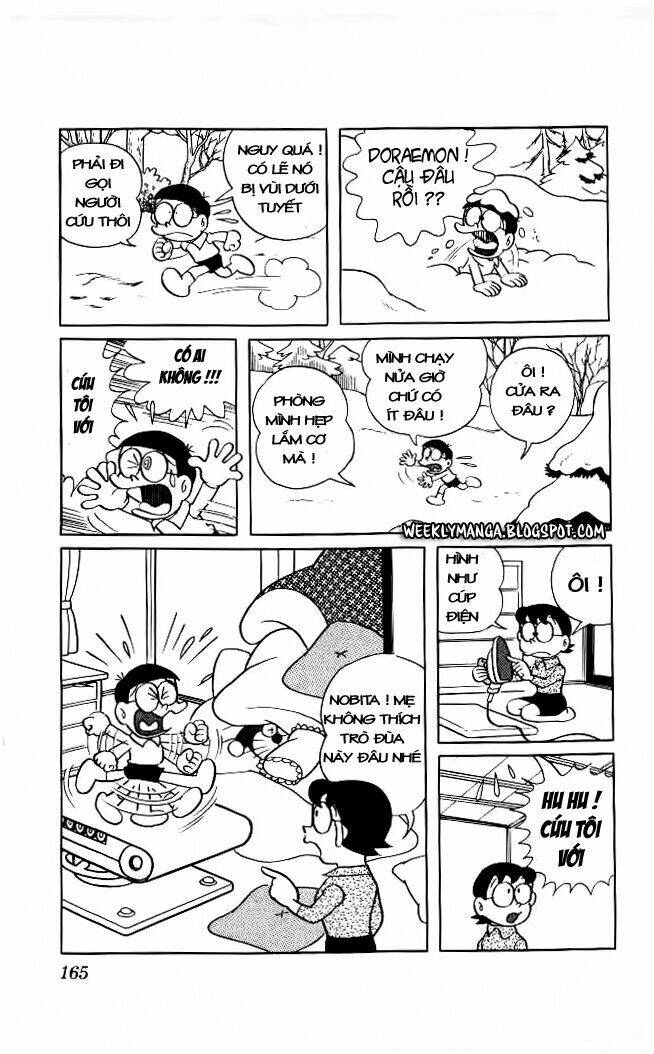 NGUY QUÁ !
CÓ LẼ NÓ
BỊ VÙI DƯỚI
TUYẾT
PHẢI ĐI
GỌI
NGƯỜI
CỨU THÔI
DORAEMON !
CẬU ĐÂU
RỒI ??
CÓ AI
KHÔNG !!!
CỨU
TÔI
VỚI
ÔI !
CỬA RA
ĐÂU ?
MÌNH CHẠY
NỬA GIỜ
CHỨ CÓ
ÍT ĐÂU !
PHÒNG
MÌNH HẸP
LẮM CƠ
MÀ !
WEEKLYMANGA.BLOGSPOT.COM
HÌNH
NHƯ
CÚP
ĐIỆN
ÔI !
HU HU !
CỨU TÔI
VỚI
NOBITA ! MẸ
KHÔNG THÍCH
TRÒ ĐÙA
NÀY ĐÂU NHÉ
165